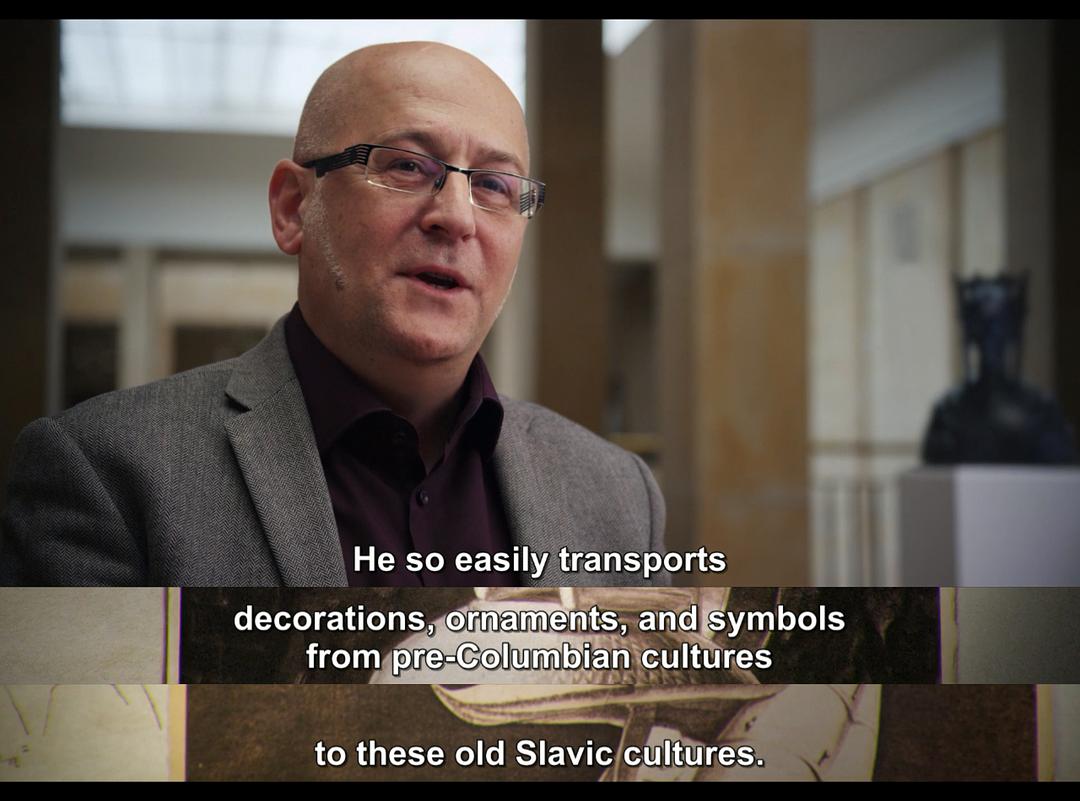 He so easily transports
decorations, ornaments, and symbols
from pre-Columbian cultures
to these old Slavic cultures.